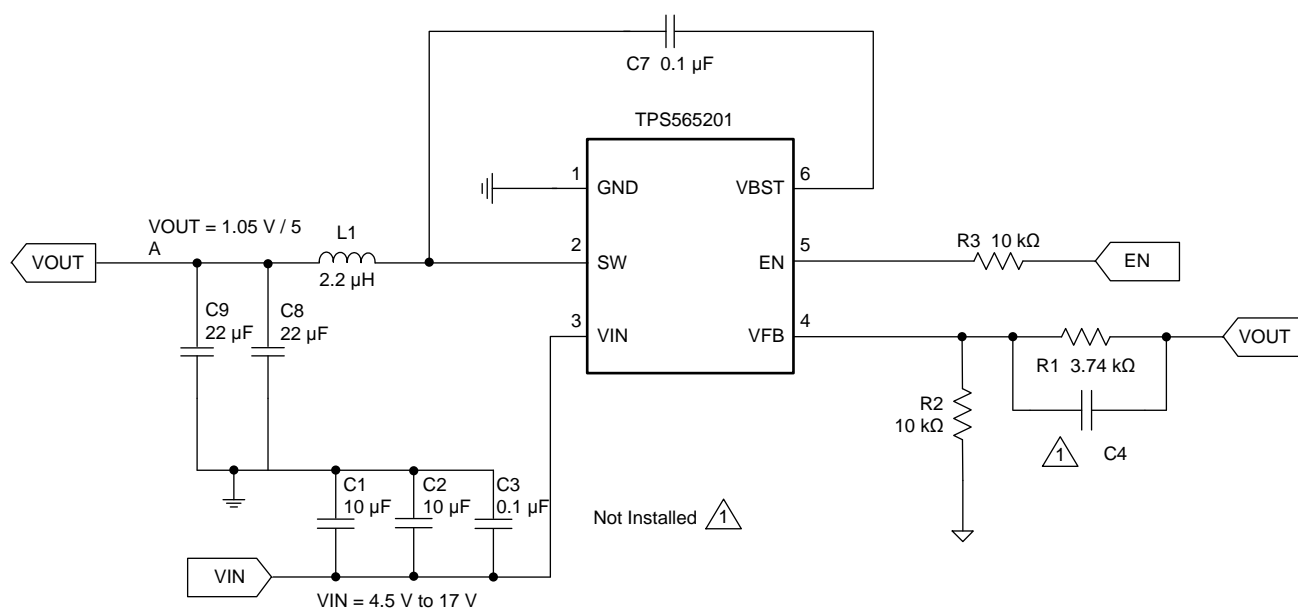 C7 0.1 µF
TPS565201
1
GND
VBST
6
VOUT = 1.05 V / 5
A
L1
2.2 µH
VOUT
2
SW
EN
5
R3 10 kΩ
EN
C9
22 µF
C8
22 µF
3
VIN
VFB
4
VOUT
R1 3.74 kΩ
R2
10 kΩ
1
C4
C1
10 µF
C2
10 µF
C3
0.1 µF
Not Installed 1
VIN
VIN = 4.5 V to 17 V